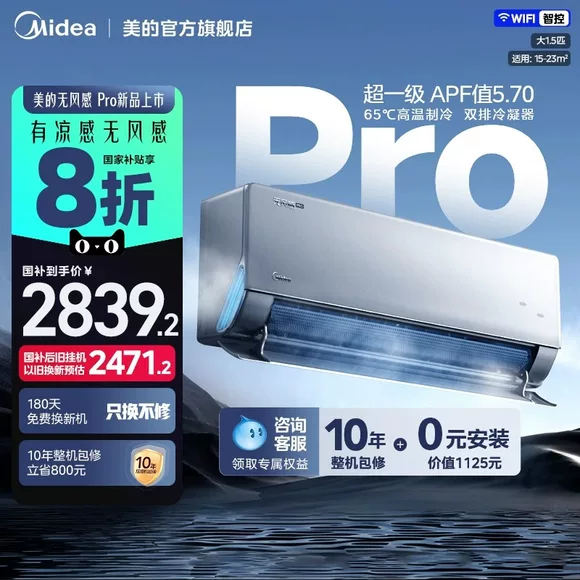 Midea 美的官方旗舰店
WIFI 智控
大1.5匹
适用: 15-23m²
Pro
超一级 APF值5.70
65℃高温制冷 双排冷凝器
美的无风感 Pro新品上市
有凉感无风感
国家补贴享
8折
国补到手价¥
2839.2
国补后旧挂机
以旧换新预估 2471.2
180天
免费换新机 只换不修
10年整机包修
立省800元
10年
Midea
咨询
客服
领取专属权益
10年
整机包修
+
0元安装
价值1125元